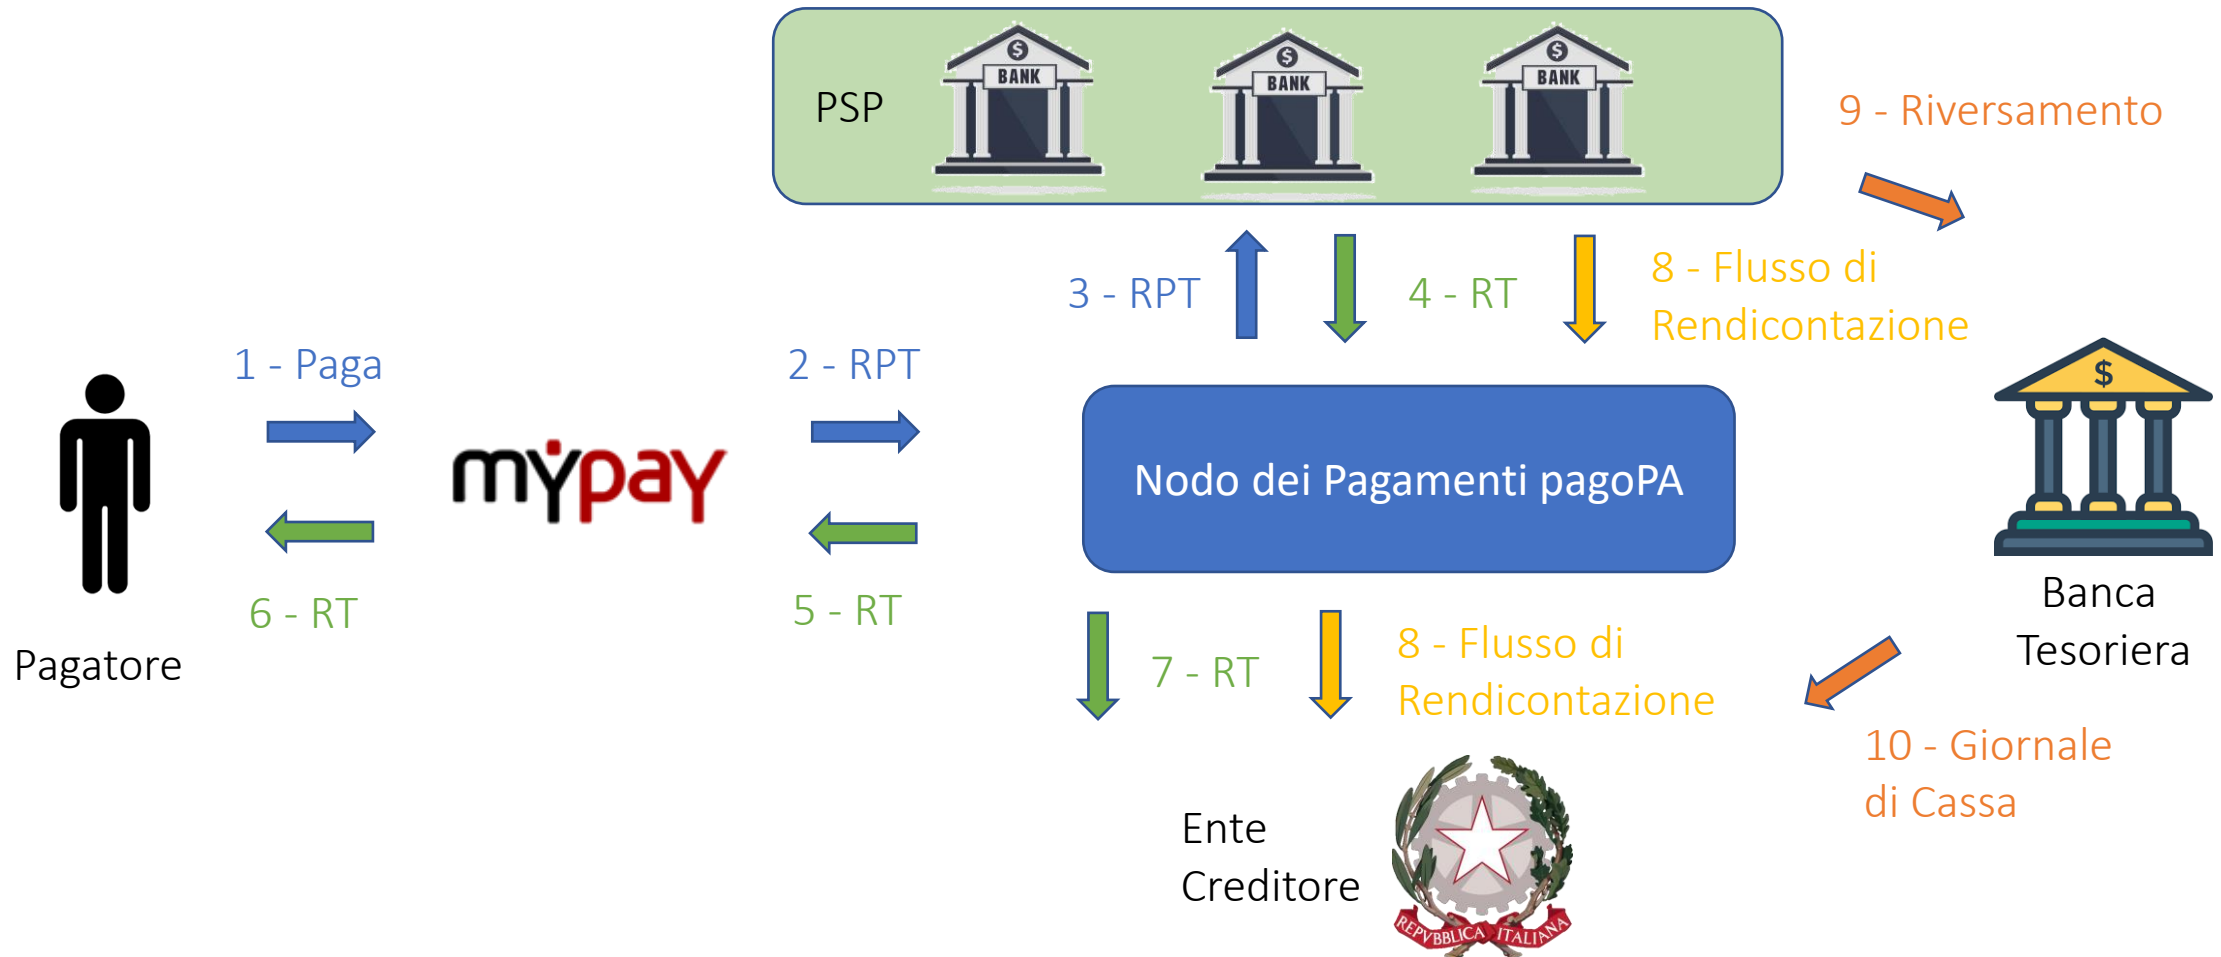 PSP
BANK
BANK
BANK
9 - Riversamento
3 - RPT
4 - RT
8 - Flusso di
Rendicontazione
1 - Paga
2 - RPT
mypay
Nodo dei Pagamenti pagoPA
6 - RT
5 - RT
Pagatore
Banca
Tesoriera
7 - RT
8 - Flusso di
Rendicontazione
10 - Giornale
di Cassa
Ente
Creditore
REPVBBLICA ITALIANA